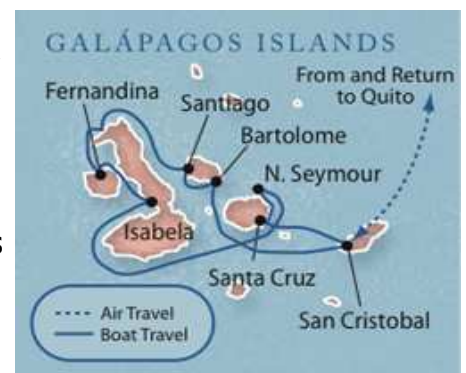 GALÁPAGOS ISLANDS
From and Return
to Quito
Fernandina
Santiago
Bartolome
N. Seymour
Isabela
Santa Cruz
San Cristobal
Air Travel
Boat Travel
s